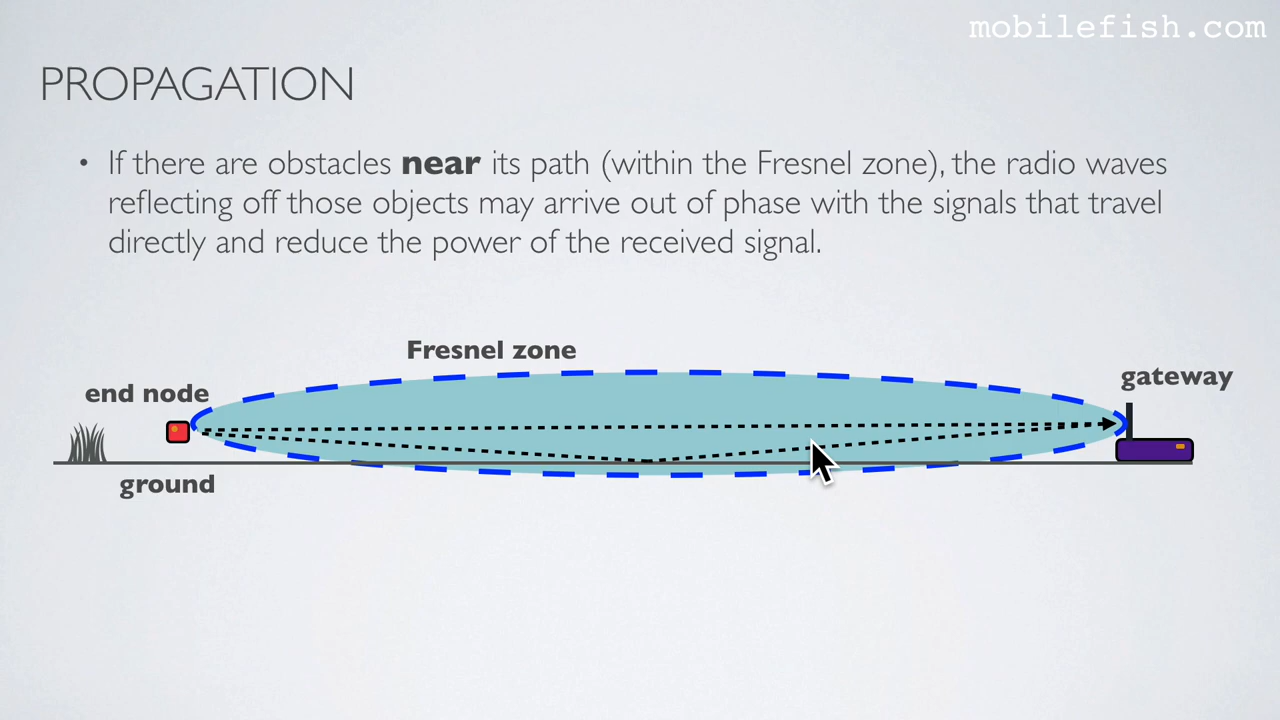 mobilefish.com
PROPAGATION
• If there are obstacles near its path (within the Fresnel zone), the radio waves
reflecting off those objects may arrive out of phase with the signals that travel
directly and reduce the power of the received signal.
Fresnel zone
gateway
end node
ground